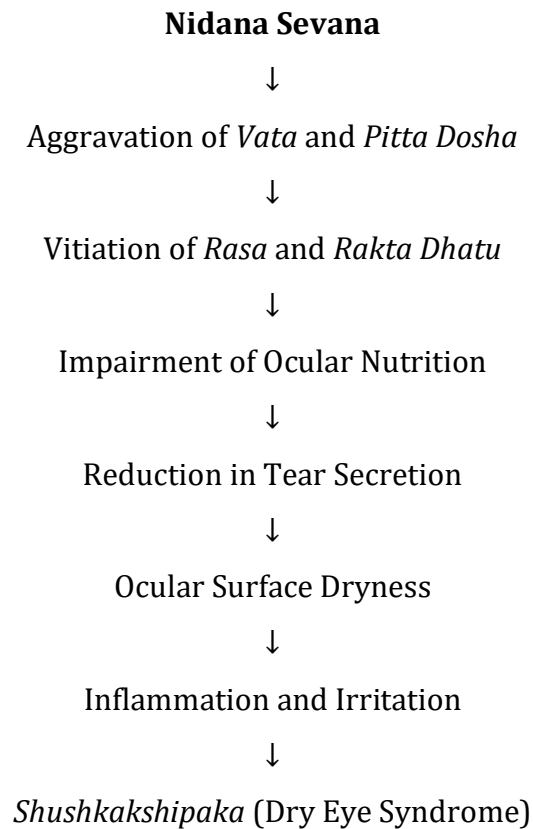 Nidana Sevana
↓
Aggravation of Vata and Pitta Dosha
↓
Vitiation of Rasa and Rakta Dhatu
↓
Impairment of Ocular Nutrition
↓
Reduction in Tear Secretion
↓
Ocular Surface Dryness
↓
Inflammation and Irritation
↓
Shushkakshipaka (Dry Eye Syndrome)